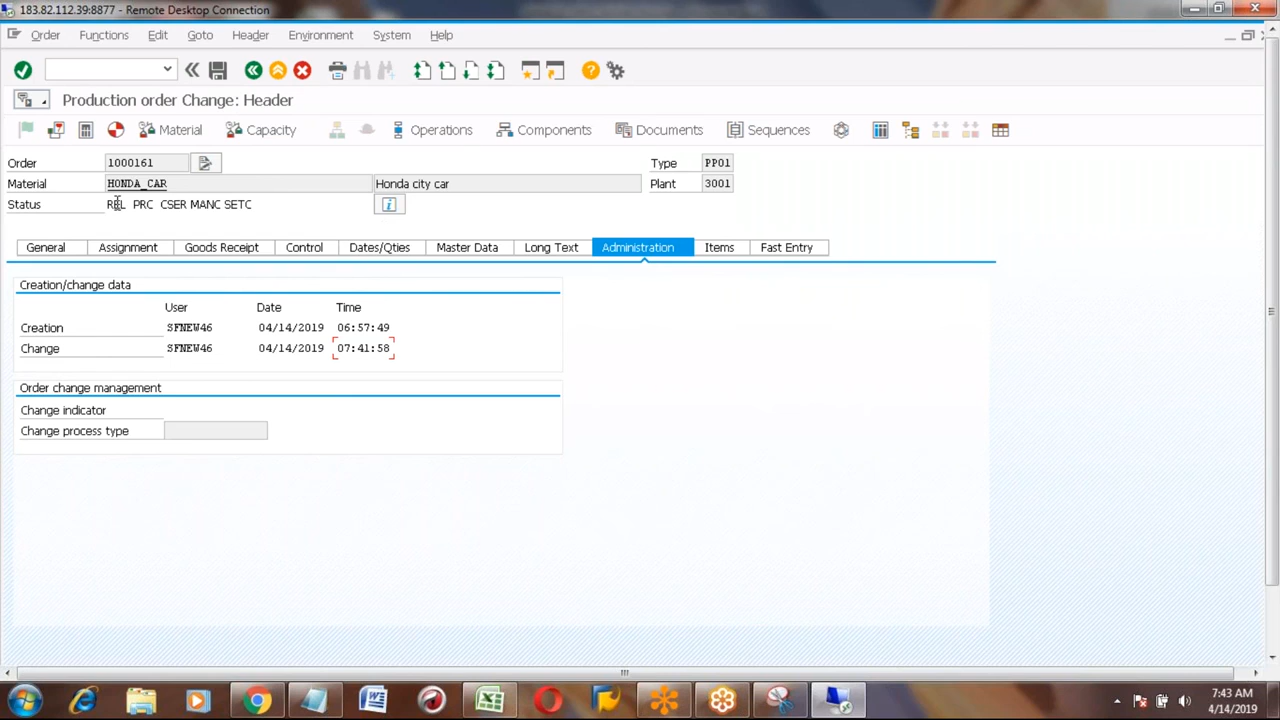 183.82.112.39:8877 - Remote Desktop Connection
Order Functions Edit Goto Header Environment System Help
Production order Change: Header
Material Capacity Operations Components Documents Sequences
Order 1000161 Type PP01
Material HONDA_CAR Honda city car Plant 3001
Status REL PRC CSER MANC SETC
General Assignment Goods Receipt Control Dates/Qties Master Data Long Text Administration Items Fast Entry
Creation/change data
User Date Time
Creation SFNEW46 04/14/2019 06:57:49
Change SFNEW46 04/14/2019 07:41:58
Order change management
Change indicator
Change process type
7:43 AM
4/14/2019